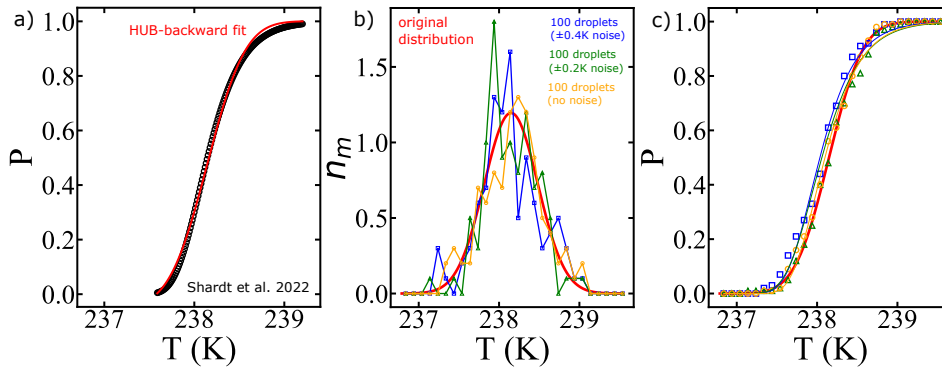 a)
HUB-backward fit
Shardt et al. 2022
P
0.0
0.2
0.4
0.6
0.8
1.0
237
238
239
T (K)
b)
original
distribution
100 droplets
(±0.4K noise)
100 droplets
(±0.2K noise)
100 droplets
(no noise)
n_m
0.0
0.5
1.0
1.5
237
238
239
T (K)
c)
P
0.0
0.2
0.4
0.6
0.8
1.0
237
238
239
T (K)